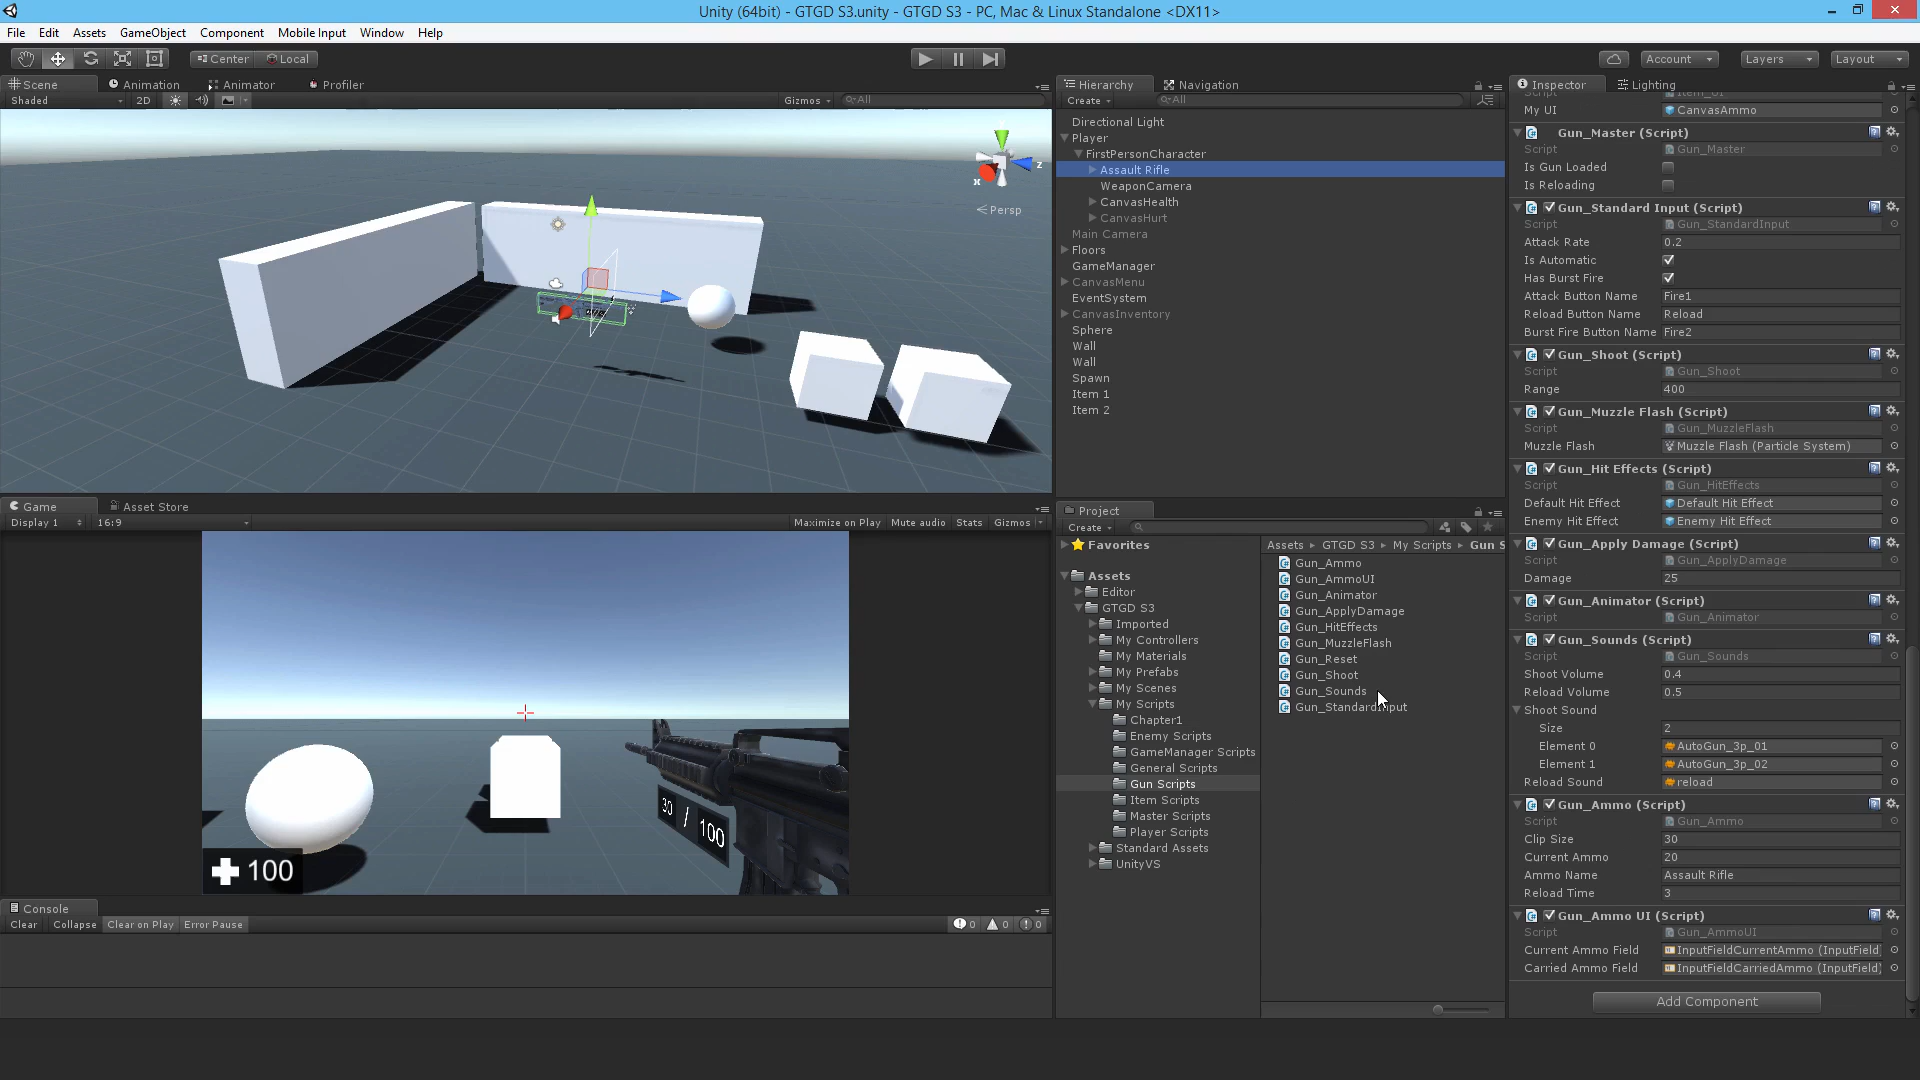 Unity (64bit) - GTGD S3.unity - GTGD S3 - PC, Mac & Linux Standalone <DX11>
File Edit Assets GameObject Component Mobile Input Window Help
Center Local Account Layers Layout
Scene Animation Animator Profiler
Shaded 2D Gizmos All
x z
Persp
Game Asset Store
Display 1 16:9 Maximize on Play Mute audio Stats Gizmos
30 / 100
100
Console
Clear Collapse Clear on Play Error Pause 0 0 0
Hierarchy Navigation
Create All
Directional Light
Player
FirstPersonCharacter
Assault Rifle
WeaponCamera
CanvasHealth
CanvasHurt
Main Camera
Floors
GameManager
CanvasMenu
EventSystem
CanvasInventory
Sphere
Wall
Wall
Spawn
Item 1
Item 2
Project
Create
Favorites
Assets
Editor
GTGD S3
Imported
My Controllers
My Materials
My Prefabs
My Scenes
My Scripts
Chapter1
Enemy Scripts
GameManager Scripts
General Scripts
Gun Scripts
Item Scripts
Master Scripts
Player Scripts
Standard Assets
UnityVS
Assets GTGD S3 My Scripts Gun S
Gun_Ammo
Gun_AmmoUI
Gun_Animator
Gun_ApplyDamage
Gun_HitEffects
Gun_MuzzleFlash
Gun_Reset
Gun_Shoot
Gun_Sounds
Gun_StandardInput
Inspector Lighting
Script Item_UI
My UI CanvasAmmo
Gun_Master (Script)
Script Gun_Master
Is Gun Loaded
Is Reloading
Gun_Standard Input (Script)
Script Gun_StandardInput
Attack Rate 0.2
Is Automatic
Has Burst Fire
Attack Button Name Fire1
Reload Button Name Reload
Burst Fire Button Name Fire2
Gun_Shoot (Script)
Script Gun_Shoot
Range 400
Gun_Muzzle Flash (Script)
Script Gun_MuzzleFlash
Muzzle Flash Muzzle Flash (Particle System)
Gun_Hit Effects (Script)
Script Gun_HitEffects
Default Hit Effect Default Hit Effect
Enemy Hit Effect Enemy Hit Effect
Gun_Apply Damage (Script)
Script Gun_ApplyDamage
Damage 25
Gun_Animator (Script)
Script Gun_Animator
Gun_Sounds (Script)
Script Gun_Sounds
Shoot Volume 0.4
Reload Volume 0.5
Shoot Sound
Size 2
Element 0 AutoGun_3p_01
Element 1 AutoGun_3p_02
Reload Sound reload
Gun_Ammo (Script)
Script Gun_Ammo
Clip Size 30
Current Ammo 20
Ammo Name Assault Rifle
Reload Time 3
Gun_Ammo UI (Script)
Script Gun_AmmoUI
Current Ammo Field InputFieldCurrentAmmo (InputField
Carried Ammo Field InputFieldCarriedAmmo (InputField)
Add Component